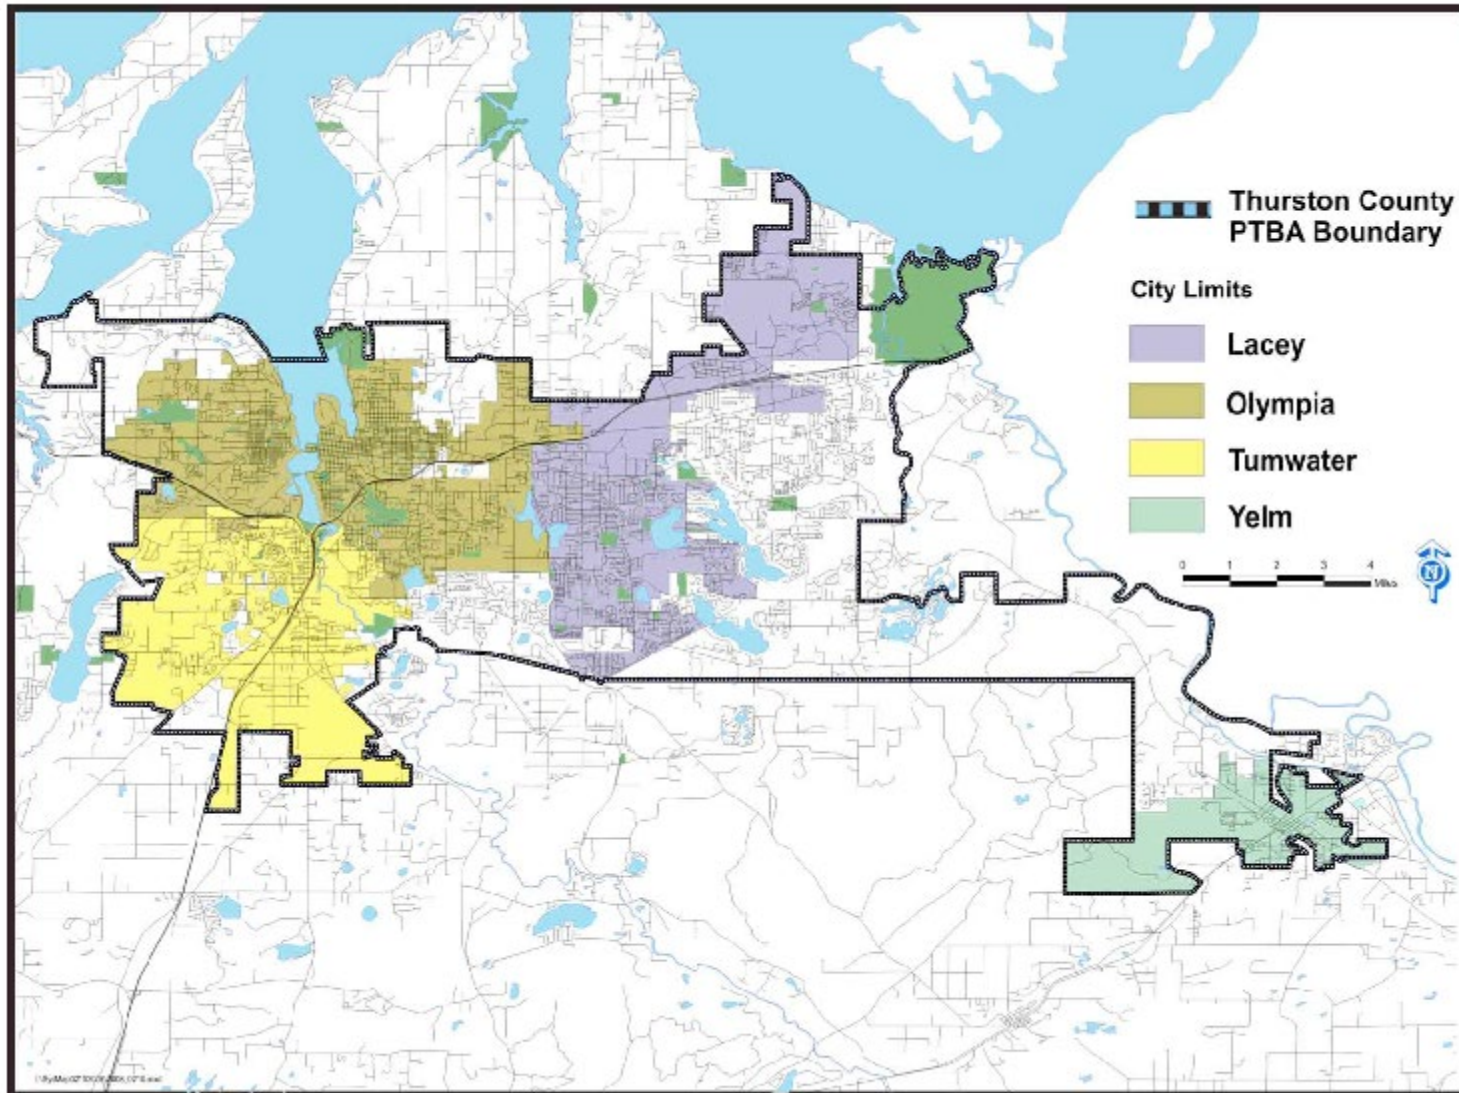 Thurston County
PTBA Boundary
City Limits
Lacey
Olympia
Tumwater
Yelm
0 1 2 3 4
Miles
N